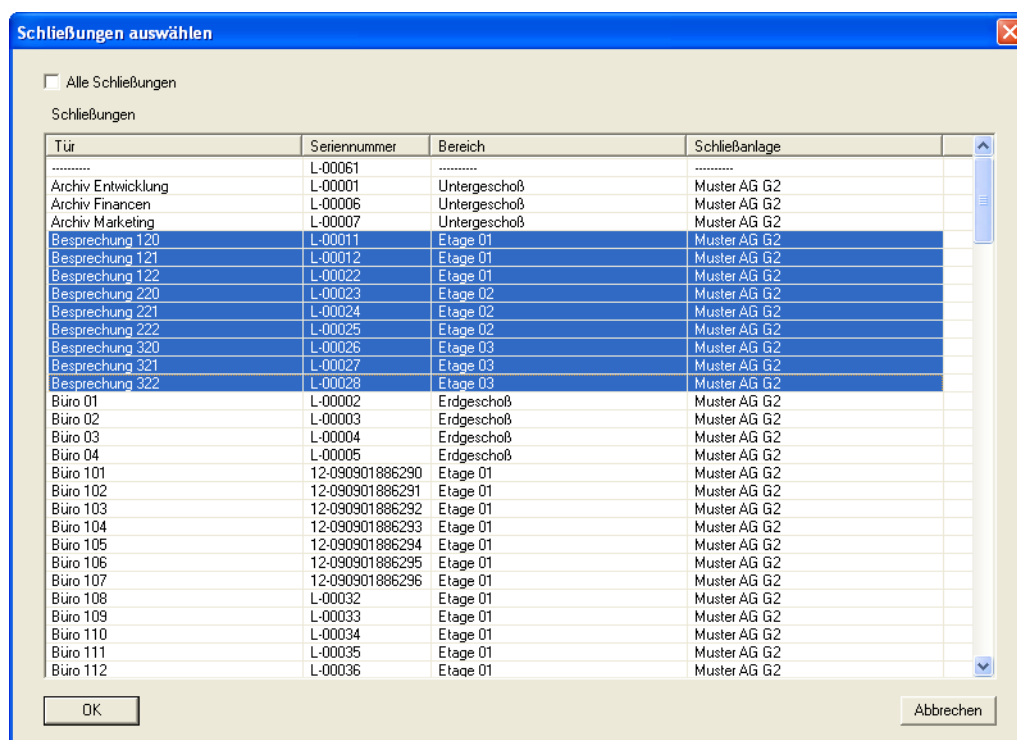 Schließungen auswählen
Alle Schließungen
Schließungen
Tür Seriennummer Bereich Schließanlage
---------- L-00061 ---------- ----------
Archiv Entwicklung L-00001 Untergeschoß Muster AG G2
Archiv Financen L-00006 Untergeschoß Muster AG G2
Archiv Marketing L-00007 Untergeschoß Muster AG G2
Besprechung 120 L-00011 Etage 01 Muster AG G2
Besprechung 121 L-00012 Etage 01 Muster AG G2
Besprechung 122 L-00022 Etage 01 Muster AG G2
Besprechung 220 L-00023 Etage 02 Muster AG G2
Besprechung 221 L-00024 Etage 02 Muster AG G2
Besprechung 222 L-00025 Etage 02 Muster AG G2
Besprechung 320 L-00026 Etage 03 Muster AG G2
Besprechung 321 L-00027 Etage 03 Muster AG G2
Besprechung 322 L-00028 Etage 03 Muster AG G2
Büro 01 L-00002 Erdgeschoß Muster AG G2
Büro 02 L-00003 Erdgeschoß Muster AG G2
Büro 03 L-00004 Erdgeschoß Muster AG G2
Büro 04 L-00005 Erdgeschoß Muster AG G2
Büro 101 12-090901886290 Etage 01 Muster AG G2
Büro 102 12-090901886291 Etage 01 Muster AG G2
Büro 103 12-090901886292 Etage 01 Muster AG G2
Büro 104 12-090901886293 Etage 01 Muster AG G2
Büro 105 12-090901886294 Etage 01 Muster AG G2
Büro 106 12-090901886295 Etage 01 Muster AG G2
Büro 107 12-090901886296 Etage 01 Muster AG G2
Büro 108 L-00032 Etage 01 Muster AG G2
Büro 109 L-00033 Etage 01 Muster AG G2
Büro 110 L-00034 Etage 01 Muster AG G2
Büro 111 L-00035 Etage 01 Muster AG G2
Büro 112 L-00036 Etage 01 Muster AG G2
OK Abbrechen